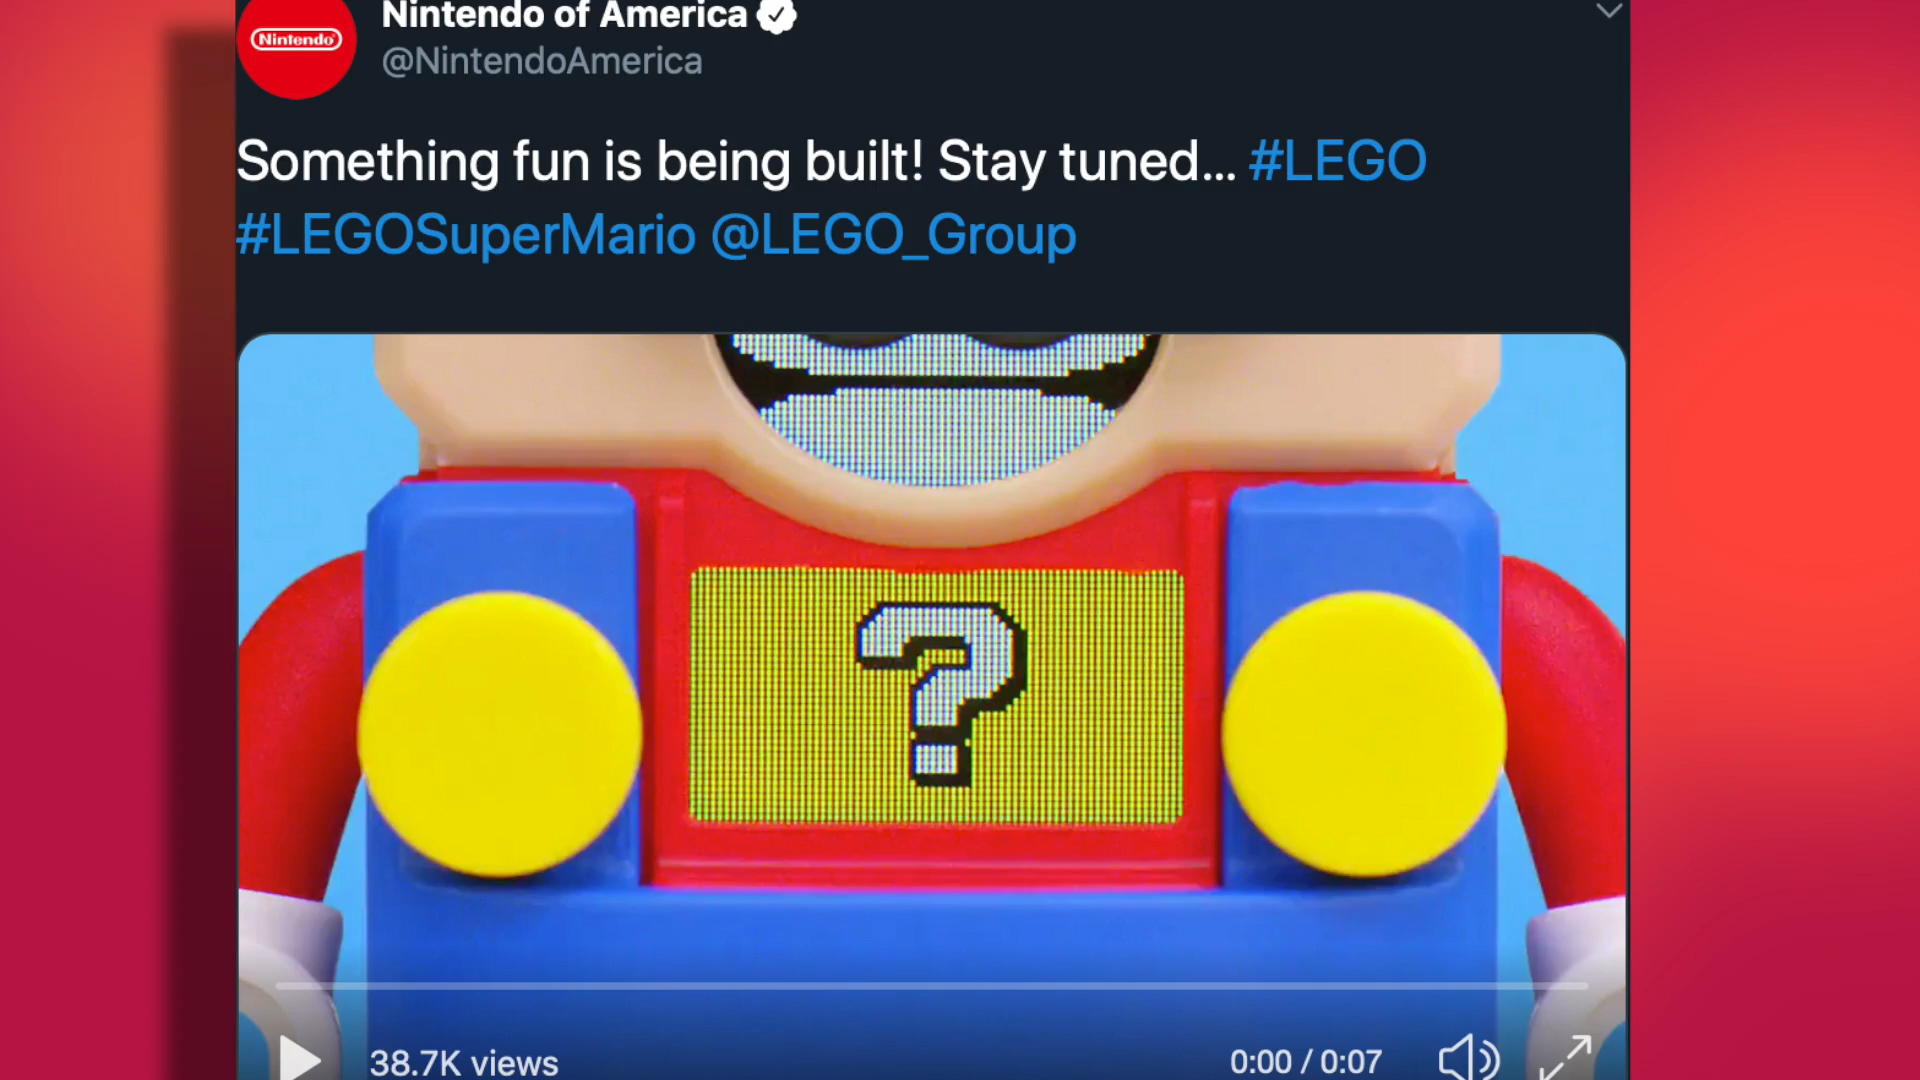 Nintendo of America
Nintendo
@NintendoAmerica
Something fun is being built! Stay tuned... #LEGO
#LEGOSuperMario @LEGO_Group
?
38.7K views
0:00 / 0:07